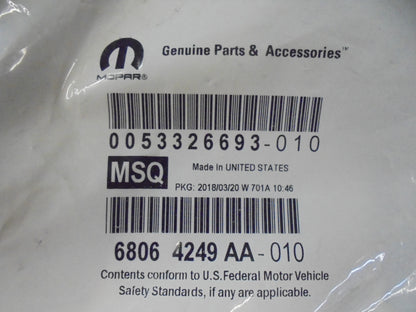 Genuine Parts & Accessories™
MOPAR®
0053326693-010
MSQ
Made in UNITED STATES
PKG: 2018/03/20 W 701A 10:46
6806 4249 AA-010
Contents conform to U.S. Federal Motor Vehicle
Safety Standards, if any are applicable.